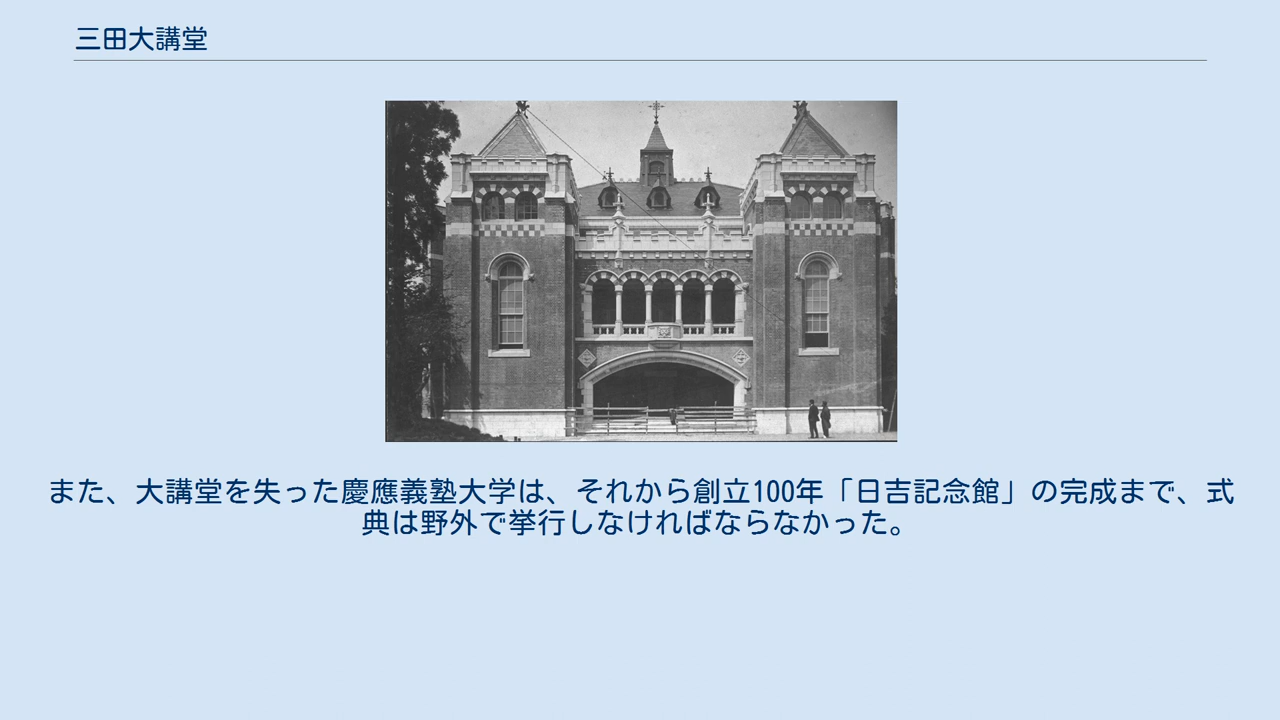 三田大講堂
また、大講堂を失った慶應義塾大学は、それから創立100年「日吉記念館」の完成まで、式
典は野外で挙行しなければならなかった。